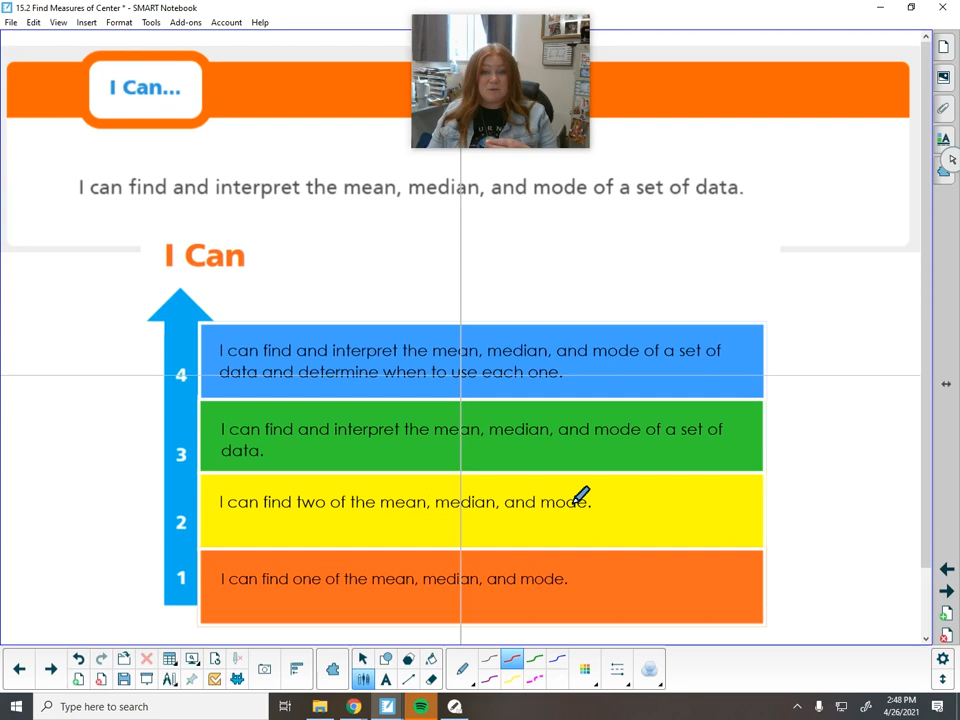 15.2 Find Measures of Center * - SMART Notebook
File Edit View Insert Format Tools Add-ons Account Help
I Can...
I can find and interpret the mean, median, and mode of a set of data.
I Can
4
I can find and interpret the mean, median, and mode of a set of
data and determine when to use each one.
3
I can find and interpret the mean, median, and mode of a set of
data.
2
I can find two of the mean, median, and mode.
1
I can find one of the mean, median, and mode.
Type here to search
2:48 PM
4/26/2021